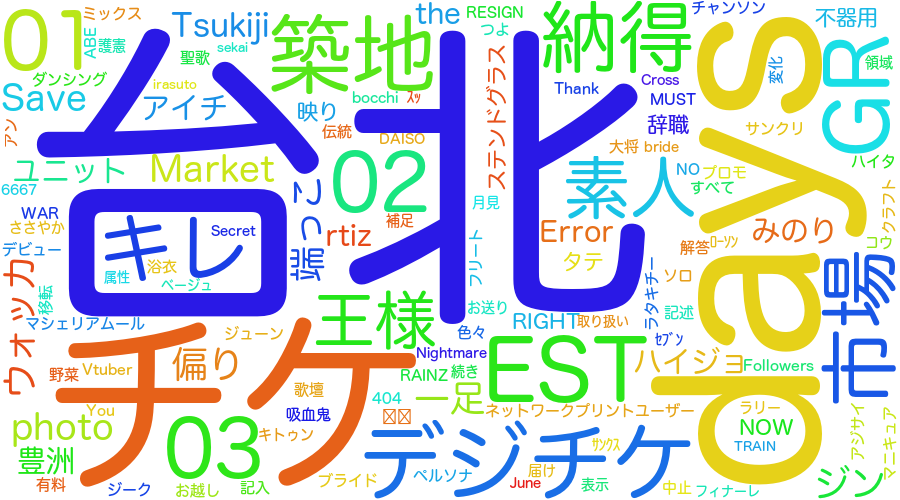 01
ミックス
ABE
護憲
ダンシング
聖歌
Tsukiji
sekai
築地
the
RESIGN
つよ
納得
チャンソン
不器用
GR
領域
変化
days
irasuto
Save
アイチ
映り
bocchi
ｽｯ
Thank
Cross
MUST
辞職
サンクリ
アン
伝統
DAISO
ステンドグラス
大将
bride
ハイタ
台北
ユニット
Market
02
素人
NO
プロモ
すべて
6667
WAR
ささやか
デビュー
キレ
Secret
端っこ
補足
月見
rtiz
Error
みのり
クラフト
コウ
解答
ﾛｰｿﾝ
浴衣
属性
ベージュ
フリート
タテ
ソロ
ラタキチー
市場
ウォッカ
移転
マシェリアムール
王様
お送り
RIGHT
取り扱い
記述
色々
ｾﾌﾞﾝ
チケ
ジューン
偏り
Nightmare
EST
ハイジョ
Followers
野菜
Vtuber
RAINZ
続き
歌壇
404
一足
ネットワークプリントユーザー
ラリー
アジサイ
マニキュア
photo
You
吸血鬼
03
キトゥン
デジチケ
NOW
TRAIN
ｻﾝｸｽ
豊洲
有料
ジーク
お越し
記入
プライド
ペルソナ
June
届け
表示
中止
フィナーレ
ジン